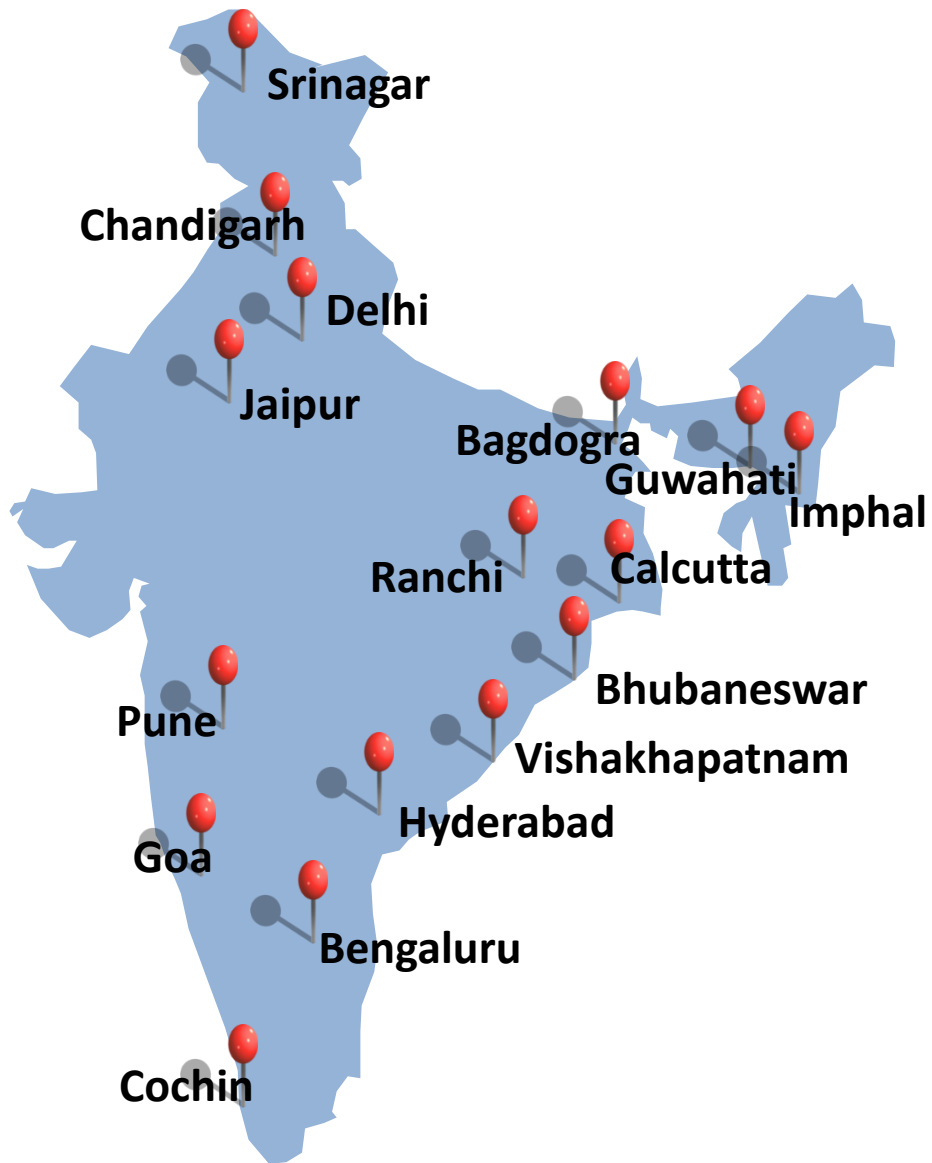 Srinagar
Chandigarh
Delhi
Jaipur
Bagdogra
Guwahati
Imphal
Ranchi
Calcutta
Bhubaneswar
Pune
Vishakhapatnam
Hyderabad
Goa
Bengaluru
Cochin